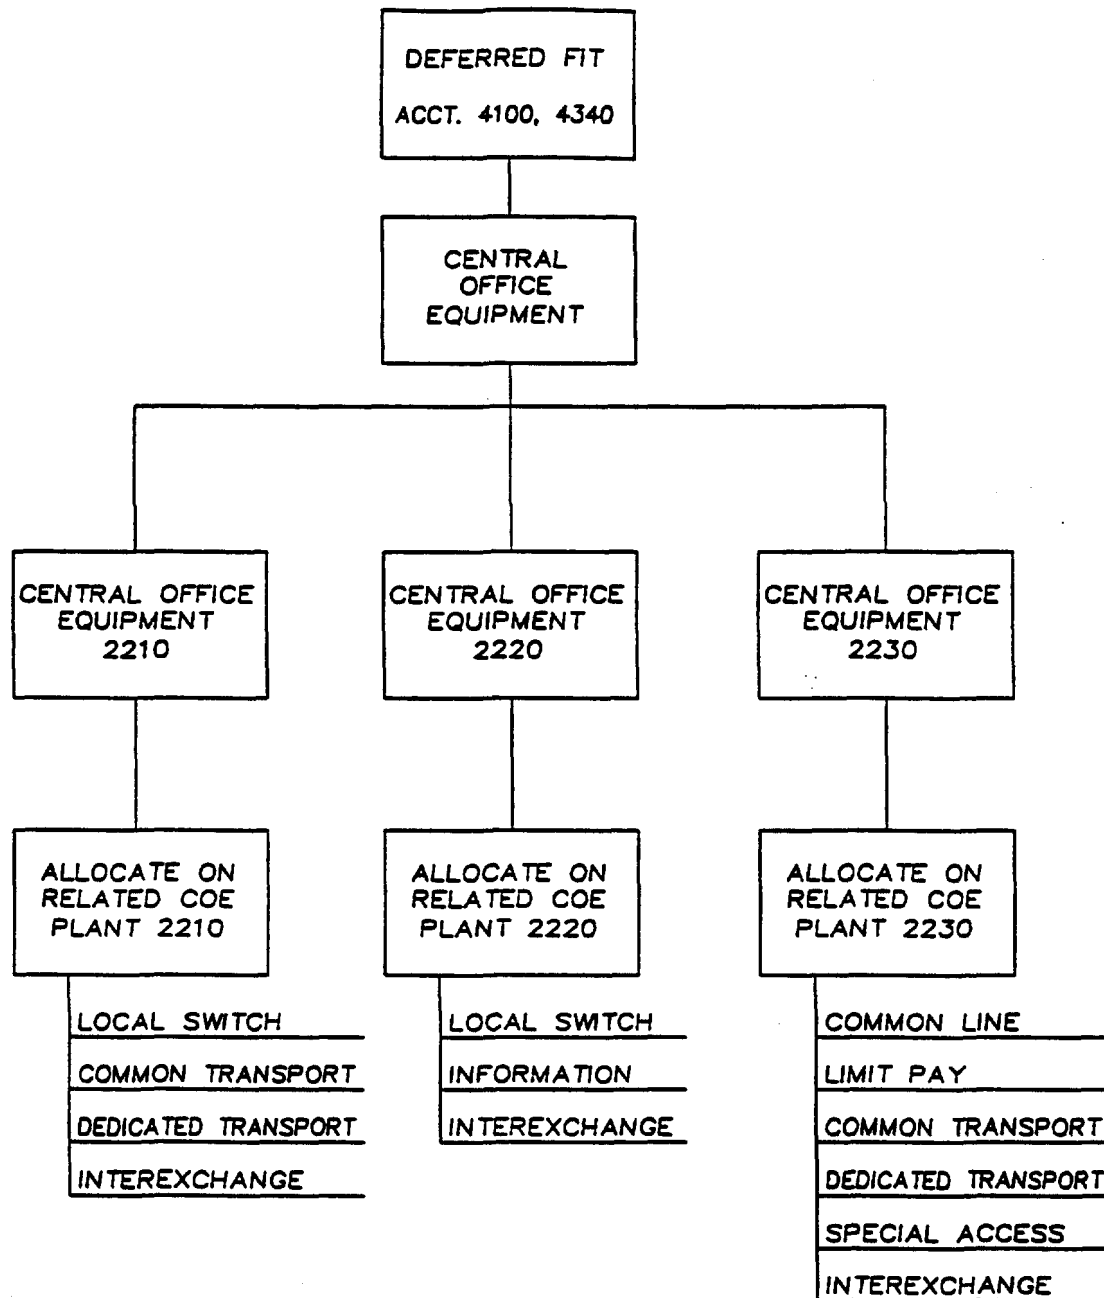 DEFERRED FIT
ACCT. 4100, 4340
CENTRAL
OFFICE
EQUIPMENT
CENTRAL OFFICE
EQUIPMENT
2210
CENTRAL OFFICE
EQUIPMENT
2220
CENTRAL OFFICE
EQUIPMENT
2230
ALLOCATE ON
RELATED COE
PLANT 2210
ALLOCATE ON
RELATED COE
PLANT 2220
ALLOCATE ON
RELATED COE
PLANT 2230
LOCAL SWITCH
COMMON TRANSPORT
DEDICATED TRANSPORT
INTEREXCHANGE
LOCAL SWITCH
INFORMATION
INTEREXCHANGE
COMMON LINE
LIMIT PAY
COMMON TRANSPORT
DEDICATED TRANSPORT
SPECIAL ACCESS
INTEREXCHANGE